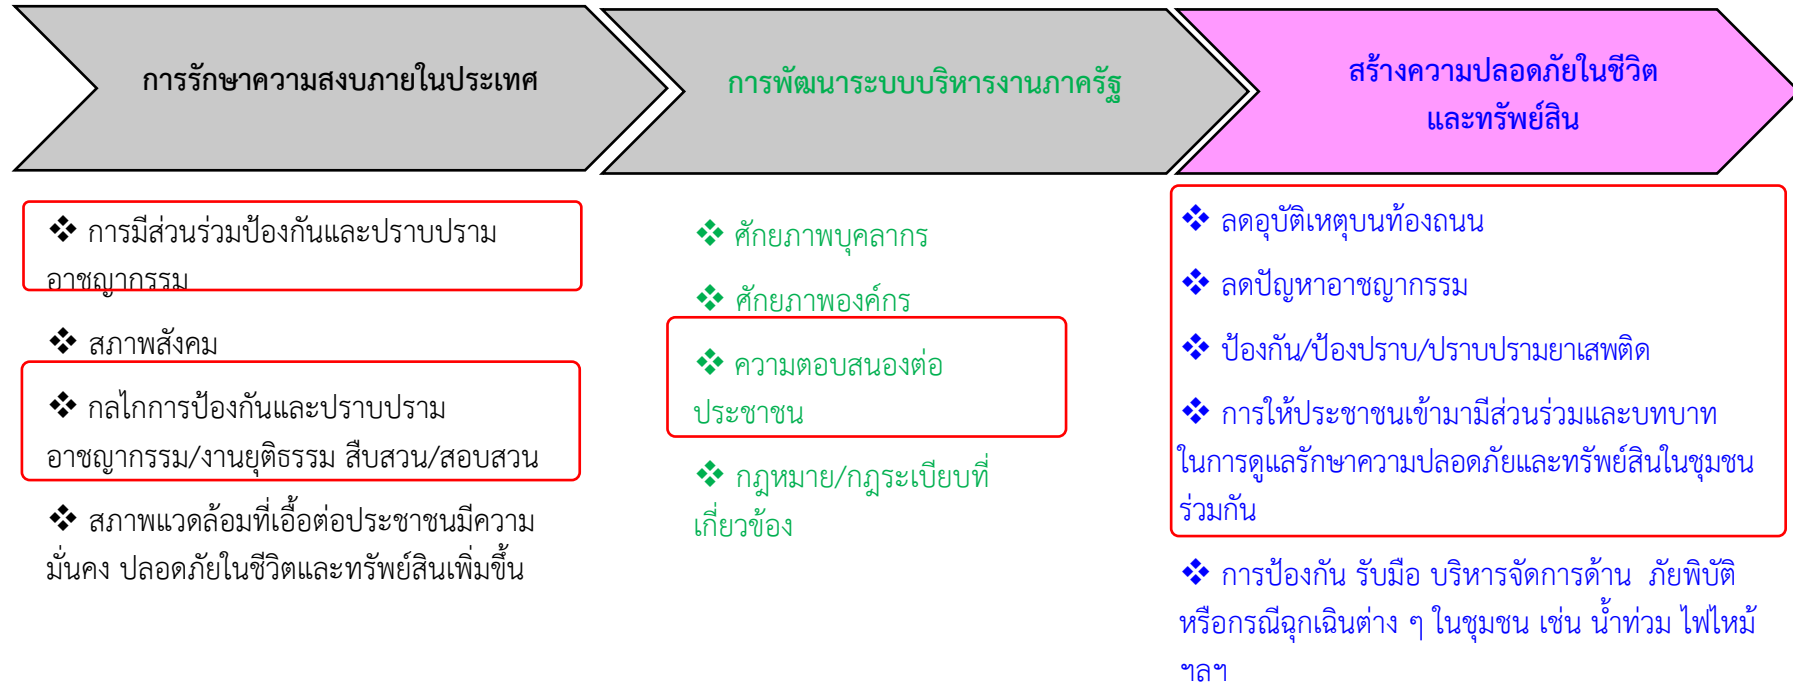 การรักษาความสงบภายในประเทศ
การพัฒนาระบบบริหารงานภาครัฐ
สร้างความปลอดภัยในชีวิต
และทรัพย์สิน
❖ การมีส่วนร่วมป้องกันและปราบปราม
อาชญากรรม
❖ สภาพสังคม
❖ กลไกการป้องกันและปราบปราม
อาชญากรรม/งานยุติธรรม สืบสวน/สอบสวน
❖ สภาพแวดล้อมที่เอื้อต่อประชาชนมีความ
มั่นคง ปลอดภัยในชีวิตและทรัพย์สินเพิ่มขึ้น
❖ ศักยภาพบุคลากร
❖ ศักยภาพองค์กร
❖ ความตอบสนองต่อ
ประชาชน
❖ กฎหมาย/กฎระเบียบที่
เกี่ยวข้อง
❖ ลดอุบัติเหตุบนท้องถนน
❖ ลดปัญหาอาชญากรรม
❖ ป้องกัน/ป้องปราบ/ปราบปรามยาเสพติด
❖ การให้ประชาชนเข้ามามีส่วนร่วมและบทบาท
ในการดูแลรักษาความปลอดภัยและทรัพย์สินในชุมชน
ร่วมกัน
❖ การป้องกัน รับมือ บริหารจัดการด้าน ภัยพิบัติ
หรือกรณีฉุกเฉินต่าง ๆ ในชุมชน เช่น น้ำท่วม ไฟไหม้
ฯลฯ